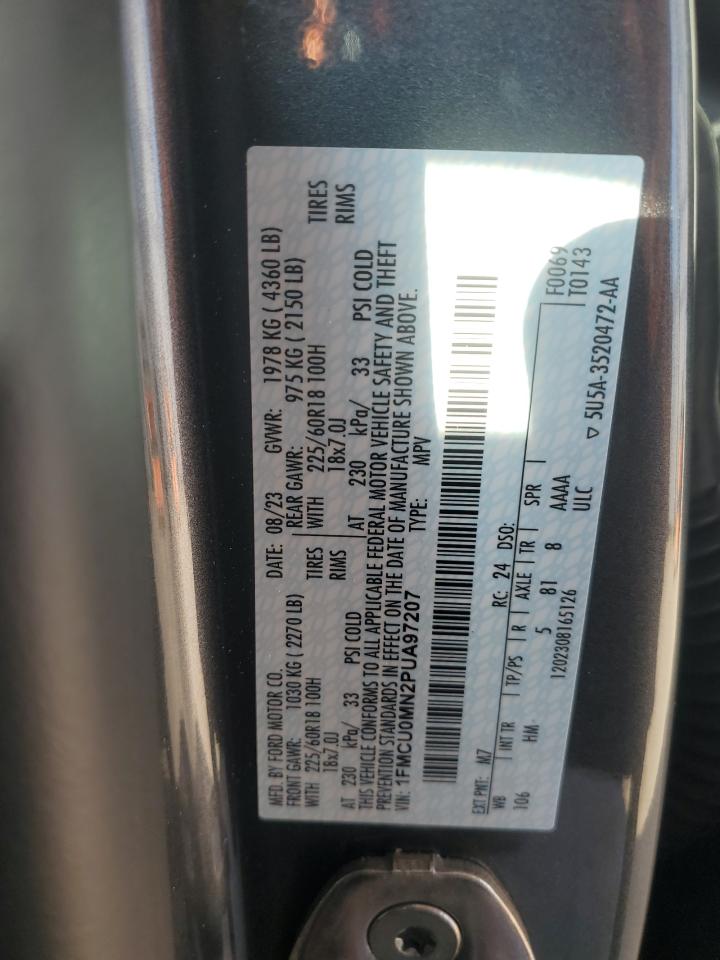 MFD. BY FORD MOTOR CO.
DATE: 08/23 GVWR: 1978 KG ( 4360 LB)
FRONT GAWR: 1030 KG ( 2270 LB) REAR GAWR: 975 KG ( 2150 LB)
WITH 225/60R18 100H TIRES WITH 225/60R18 100H TIRES
18x7.0J RIMS 18x7.0J RIMS
AT 230 kPa/ 33 PSI COLD AT 230 kPa/ 33 PSI COLD
THIS VEHICLE CONFORMS TO ALL APPLICABLE FEDERAL MOTOR VEHICLE SAFETY AND THEFT
PREVENTION STANDARDS IN EFFECT ON THE DATE OF MANUFACTURE SHOWN ABOVE.
VIN: 1FMCU0MN2PUA97207 TYPE: MPV
EXT PNT: M7 RC: 24 DSO:
WB INT TR TP/PS R AXLE TR SPR F0069
106 HM 5 81 8 AAAA T0143
1202308165126 ULC
5U5A-3520472-AA